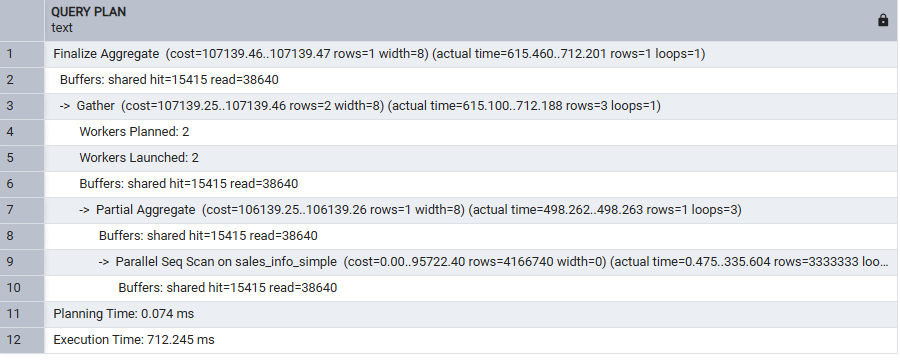 QUERY PLAN
text
1 Finalize Aggregate (cost=107139.46..107139.47 rows=1 width=8) (actual time=615.460..712.201 rows=1 loops=1)
2 Buffers: shared hit=15415 read=38640
3 -> Gather (cost=107139.25..107139.46 rows=2 width=8) (actual time=615.100..712.188 rows=3 loops=1)
4 Workers Planned: 2
5 Workers Launched: 2
6 Buffers: shared hit=15415 read=38640
7 -> Partial Aggregate (cost=106139.25..106139.26 rows=1 width=8) (actual time=498.262..498.263 rows=1 loops=3)
8 Buffers: shared hit=15415 read=38640
9 -> Parallel Seq Scan on sales_info_simple (cost=0.00..95722.40 rows=4166740 width=0) (actual time=0.475..335.604 rows=3333333 loo...
10 Buffers: shared hit=15415 read=38640
11 Planning Time: 0.074 ms
12 Execution Time: 712.245 ms